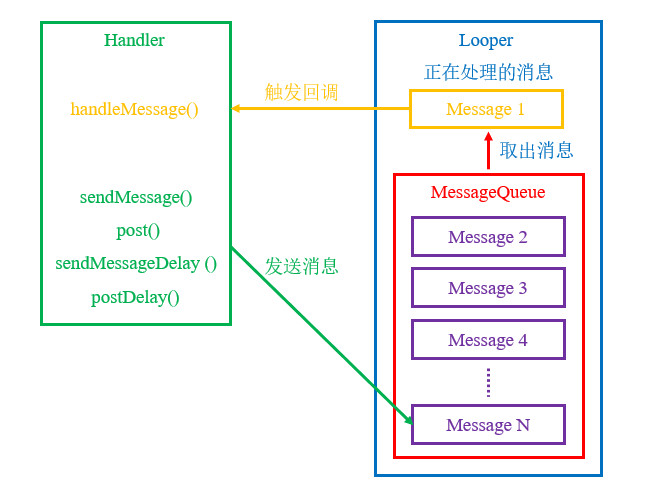 Handler
handleMessage()
sendMessage()
post()
sendMessageDelay ()
postDelay()
触发回调
发送消息
Looper
正在处理的消息
Message 1
取出消息
MessageQueue
Message 2
Message 3
Message 4
Message N